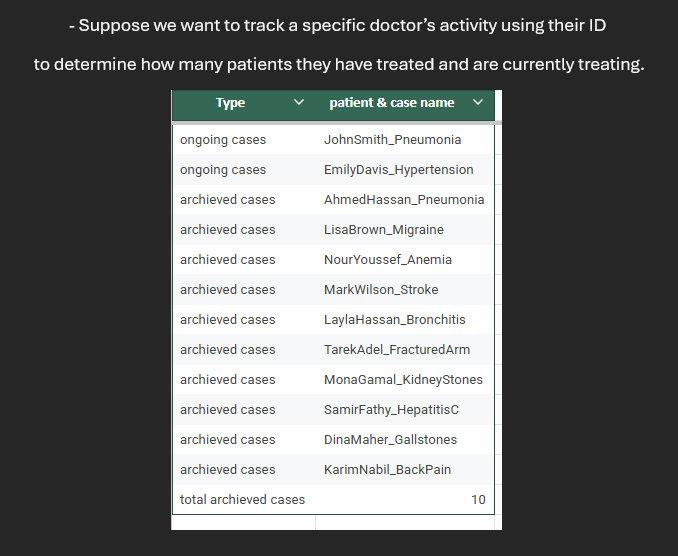 - Suppose we want to track a specific doctor’s activity using their ID
to determine how many patients they have treated and are currently treating.
Type patient & case name
ongoing cases JohnSmith_Pneumonia
ongoing cases EmilyDavis_Hypertension
archieved cases AhmedHassan_Pneumonia
archieved cases LisaBrown_Migraine
archieved cases NourYoussef_Anemia
archieved cases MarkWilson_Stroke
archieved cases LaylaHassan_Bronchitis
archieved cases TarekAdel_FracturedArm
archieved cases MonaGamal_KidneyStones
archieved cases SamirFathy_HepatitisC
archieved cases DinaMaher_Gallstones
archieved cases KarimNabil_BackPain
total archieved cases 10